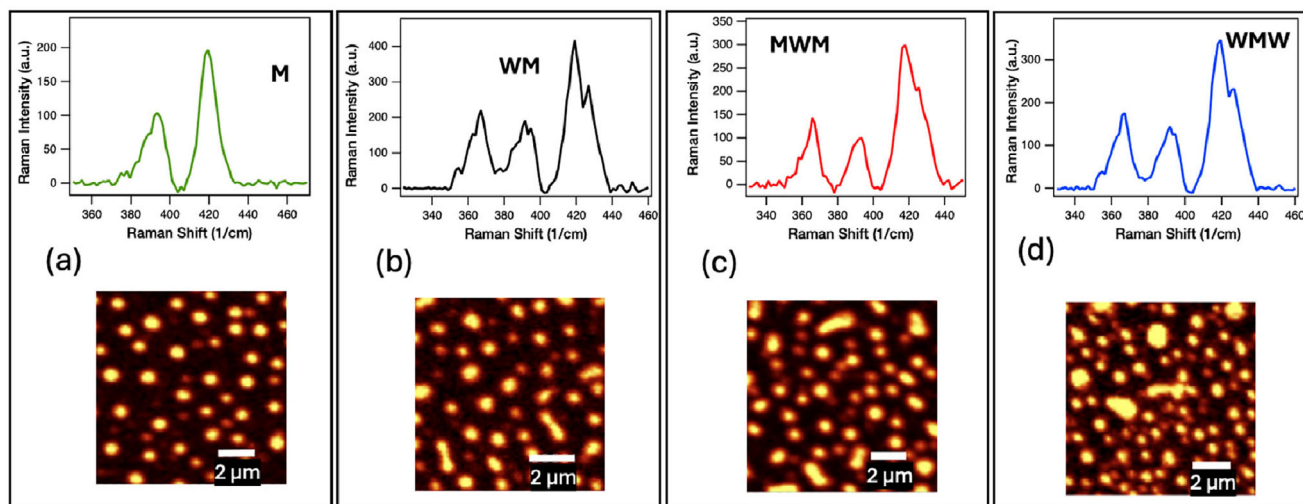 200
150
100
50
0
Raman Intensity (a.u.)
M
360 380 400 420 440 460
Raman Shift (1/cm)
(a)
2 µm
400
300
200
100
0
Raman Intensity (a.u.)
WM
340 360 380 400 420 440 460
Raman Shift (1/cm)
(b)
2 µm
350
300
250
200
150
100
50
0
Raman Intensity (a.u.)
MWM
340 360 380 400 420 440
Raman Shift (1/cm)
(c)
2 µm
300
200
100
0
Raman Intensity (a.u.)
WMW
340 360 380 400 420 440 460
Raman Shift (1/cm)
(d)
2 µm